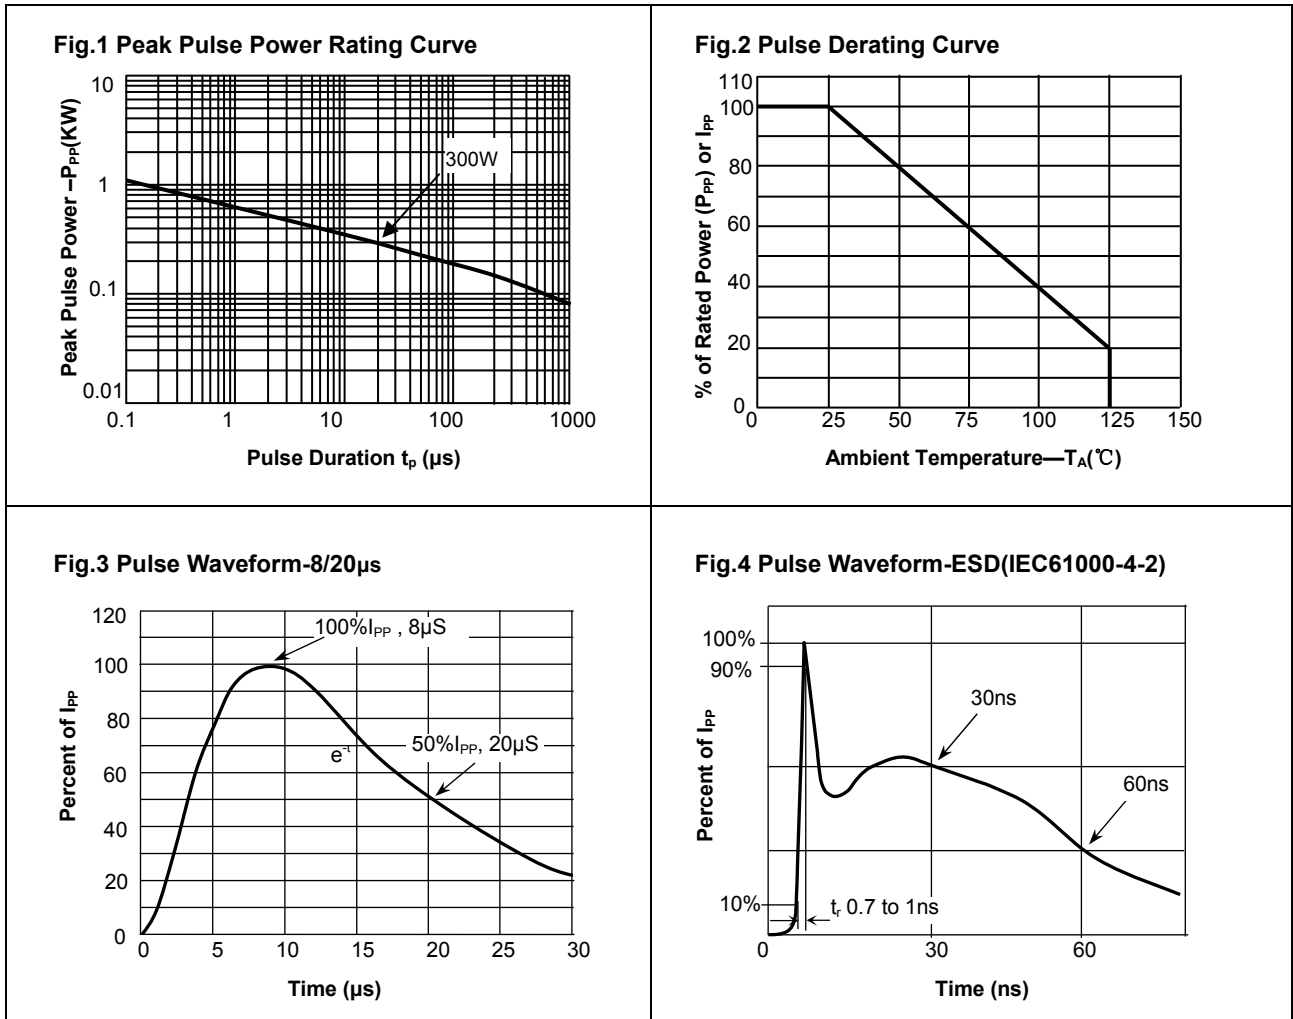 Fig.1 Peak Pulse Power Rating Curve
Peak Pulse Power –PPP(KW)
10
1
0.1
0.01
300W
0.1 1 10 100 1000
Pulse Duration tp (µs)
Fig.2 Pulse Derating Curve
% of Rated Power (PPP) or IPP
110
100
80
60
40
20
0
25 50 75 100 125 150
Ambient Temperature—TA(℃)
Fig.3 Pulse Waveform-8/20µs
Percent of IPP
120
100
80
60
40
20
0
100%IPP , 8µS
e-t
50%IPP, 20µS
0 5 10 15 20 25 30
Time (µs)
Fig.4 Pulse Waveform-ESD(IEC61000-4-2)
Percent of IPP
100%
90%
10%
30ns
60ns
tr 0.7 to 1ns
0 30 60
Time (ns)